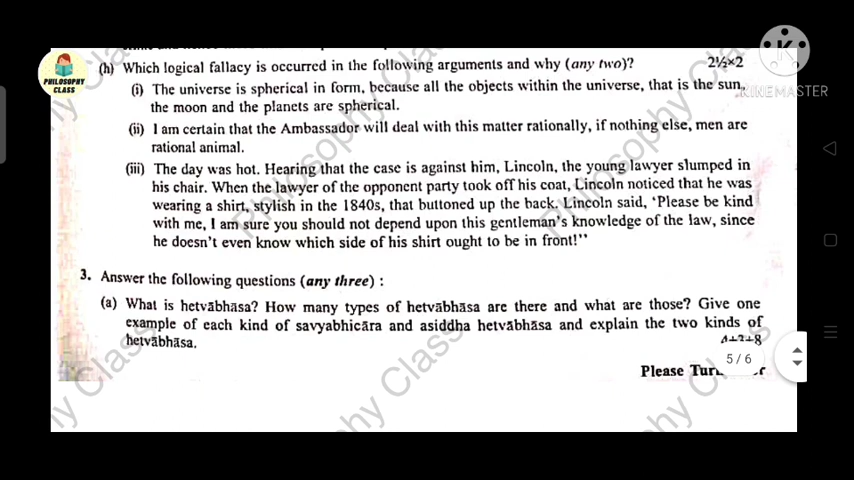 (h) Which logical fallacy is occurred in the following arguments and why (any two)? 2½×2
(i) The universe is spherical in form, because all the objects within the universe, that is the sun,
the moon and the planets are spherical.
(ii) I am certain that the Ambassador will deal with this matter rationally, if nothing else, men are
rational animal.
(iii) The day was hot. Hearing that the case is against him, Lincoln, the young lawyer slumped in
his chair. When the lawyer of the opponent party took off his coat, Lincoln noticed that he was
wearing a shirt, stylish in the 1840s, that buttoned up the back. Lincoln said, 'Please be kind
with me, I am sure you should not depend upon this gentleman's knowledge of the law, since
he doesn't even know which side of his shirt ought to be in front!''
3. Answer the following questions (any three) :
(a) What is hetvābhāsa? How many types of hetvābhāsa are there and what are those? Give one
example of each kind of savyabhicāra and asiddha hetvābhāsa and explain the two kinds of
hetvābhāsa.
5 / 6
Please
PHILOSOPHY
CLASS
KINEMASTER
Philosophy Class
Philosophy Class